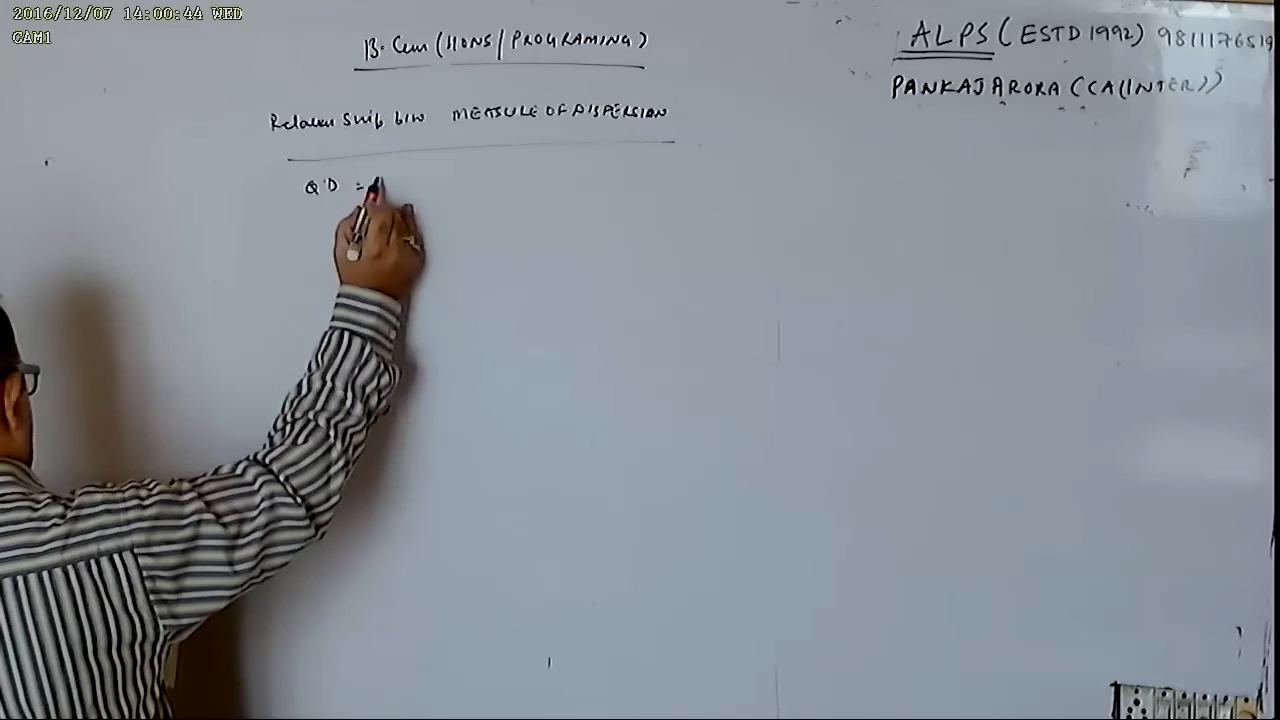 2016/12/07 14:00:44 WED
CAM1
B.Com (HONS/PROGRAMING)
ALPS (ESTD 1992) 9811176519
PANKAJ ARORA (CA(INTER))
Relation Ship b/w MEASURE OF DISPERSION
Q.D =